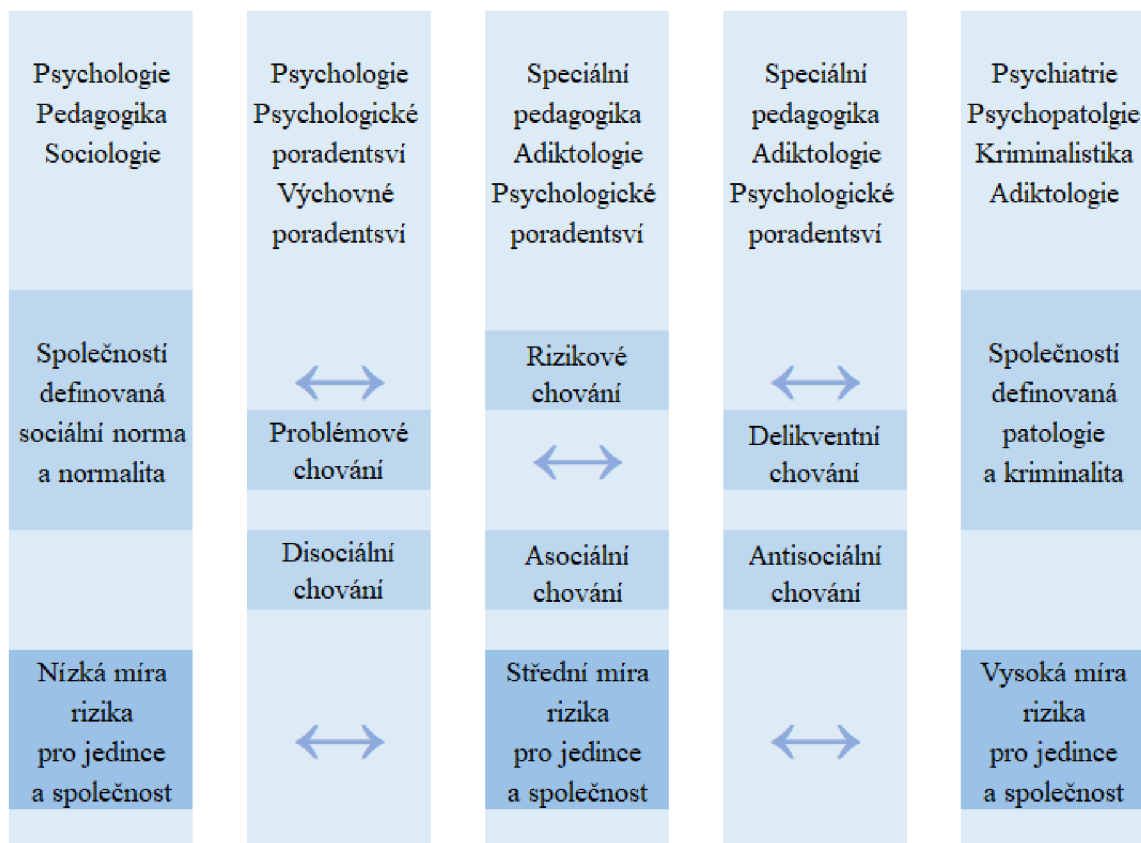 Psychologie
Pedagogika
Sociologie
Psychologie
Psychologické
poradentsví
Výchovné
poradentsví
Speciální
pedagogika
Adiktologie
Psychologické
poradentsví
Speciální
pedagogika
Adiktologie
Psychologické
poradentsví
Psychiatrie
Psychopatolgie
Kriminalistika
Adiktologie
Společností
definovaná
sociální norma
a normalita
Problémové
chování
Rizikové
chování
Delikventní
chování
Společností
definovaná
patologie
a kriminalita
Disociální
chování
Asociální
chování
Antisociální
chování
Nízká míra
rizika
pro jedince
a společnost
Střední míra
rizika
pro jedince
a společnost
Vysoká míra
rizika
pro jedince
a společnost